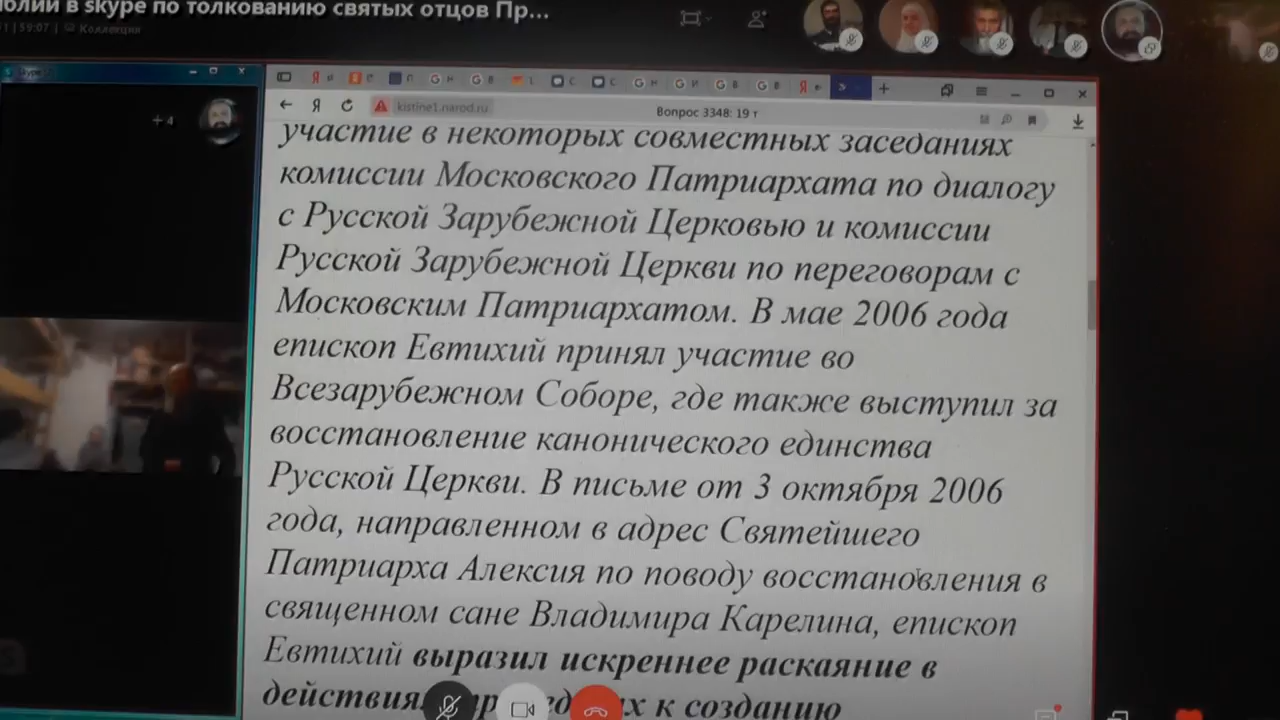 в skype по толкованию святых отцов Пр...
59:07 | Коллекция
+4
kistine1.narod.ru
Вопрос 3348: 19 т
участие в некоторых совместных заседаниях
комиссии Московского Патриархата по диалогу
с Русской Зарубежной Церковью и комиссии
Русской Зарубежной Церкви по переговорам с
Московским Патриархатом. В мае 2006 года
епископ Евтихий принял участие во
Всезарубежном Соборе, где также выступил за
восстановление канонического единства
Русской Церкви. В письме от 3 октября 2006
года, направленном в адрес Святейшего
Патриарха Алексия по поводу восстановления в
священном сане Владимира Карелина, епископ
Евтихий выразил искреннее раскаяние в
к созданию